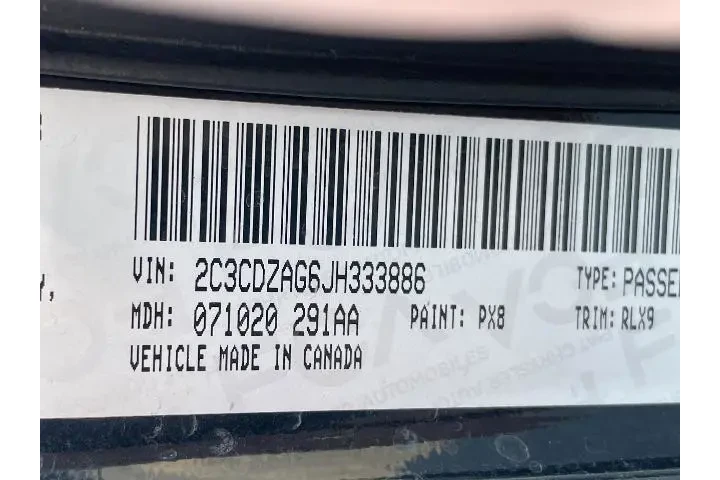 VIN: 2C3CDZAG6JH333886 TYPE: PASSE
MDH: 071020 291AA PAINT: PX8 TRIM: RLX9
VEHICLE MADE IN CANADA